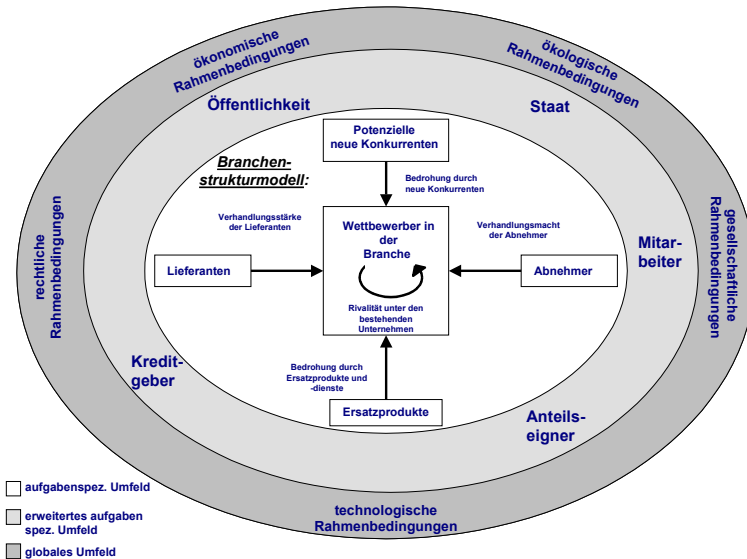 ökonomische
Rahmenbedingungen
ökologische
Rahmenbedingungen
Öffentlichkeit
Staat
Potenzielle
neue Konkurrenten
Branchen-
strukturmodell:
Bedrohung durch
neue Konkurrenten
rechtliche
Rahmenbedingungen
gesellschaftliche
Rahmenbedingungen
Verhandlungsstärke
der Lieferanten
Wettbewerber in
der
Branche
Verhandlungsmacht
der Abnehmer
Mitar-
beiter
Lieferanten
Abnehmer
Rivalität unter den
bestehenden
Unternehmen
Kredit-
geber
Bedrohung durch
Ersatzprodukte und
-dienste
Ersatzprodukte
Anteils-
eigner
aufgabenspez. Umfeld
erweitertes aufgaben
spez. Umfeld
globales Umfeld
technologische
Rahmenbedingungen